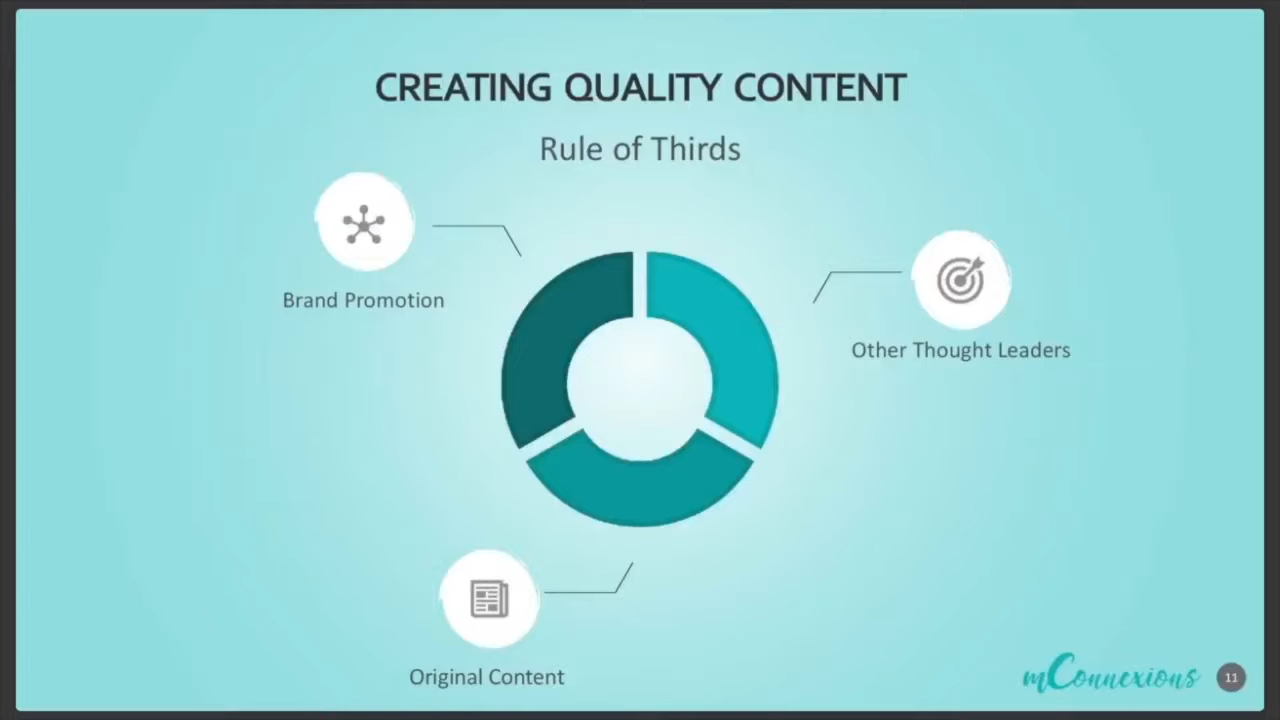 CREATING QUALITY CONTENT
Rule of Thirds
Brand Promotion
Other Thought Leaders
Original Content
mConnexions
11